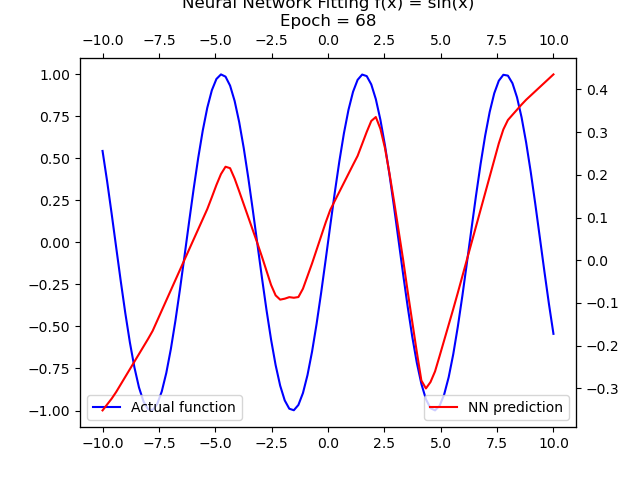 Neural Network Fitting f(x) = sin(x)
Epoch = 68
−10.0 −7.5 −5.0 −2.5 0.0 2.5 5.0 7.5 10.0
1.00
0.75
0.50
0.25
0.00
−0.25
−0.50
−0.75
−1.00
0.4
0.3
0.2
0.1
0.0
−0.1
−0.2
−0.3
Actual function
NN prediction
−10.0 −7.5 −5.0 −2.5 0.0 2.5 5.0 7.5 10.0